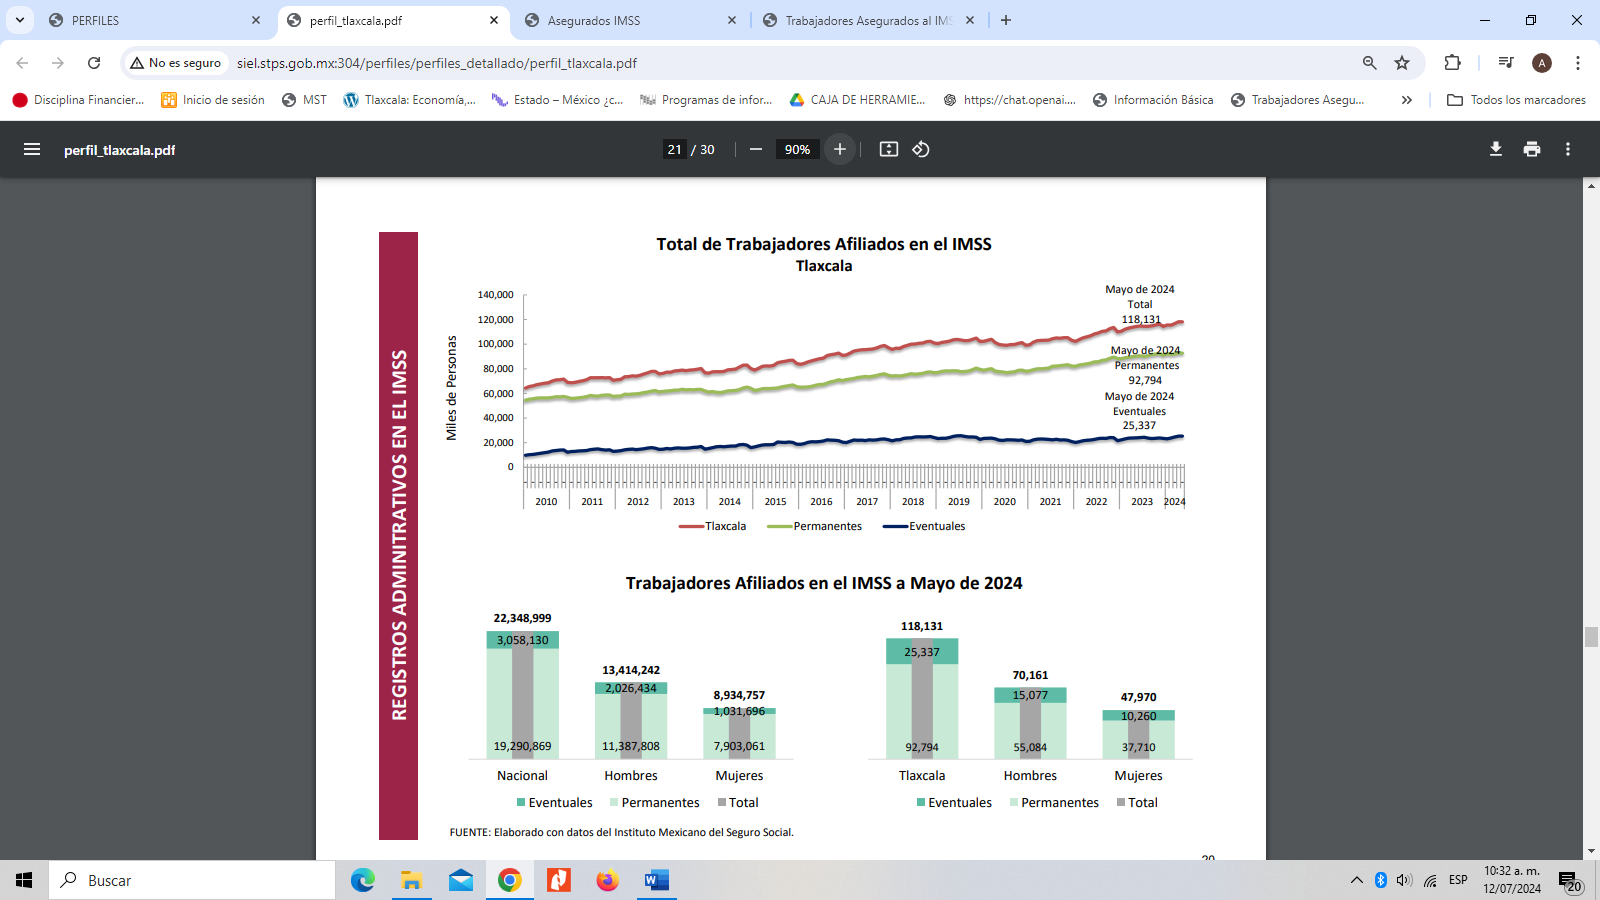 PERFILES
perfil_tlaxcala.pdf
Asegurados IMSS
Trabajadores Asegurados al IMS
No es seguro
siel.stps.gob.mx:304/perfiles/perfiles_detallado/perfil_tlaxcala.pdf
A
Disciplina Financier...
Inicio de sesión
MST
Tlaxcala: Economía,...
Estado – México ¿c...
Programas de infor...
CAJA DE HERRAMIE...
https://chat.openai....
Información Básica
Trabajadores Asegu...
Todos los marcadores
perfil_tlaxcala.pdf
21 / 30
90%
REGISTROS ADMINITRATIVOS EN EL IMSS
Total de Trabajadores Afiliados en el IMSS
Tlaxcala
Miles de Personas
140,000
120,000
100,000
80,000
60,000
40,000
20,000
0
Mayo de 2024
Total
118,131
Mayo de 2024
Permanentes
92,794
Mayo de 2024
Eventuales
25,337
2010 2011 2012 2013 2014 2015 2016 2017 2018 2019 2020 2021 2022 2023 2024
Tlaxcala Permanentes Eventuales
Trabajadores Afiliados en el IMSS a Mayo de 2024
22,348,999
3,058,130
19,290,869
Nacional
13,414,242
2,026,434
11,387,808
Hombres
8,934,757
1,031,696
7,903,061
Mujeres
Eventuales Permanentes Total
118,131
25,337
92,794
Tlaxcala
70,161
15,077
55,084
Hombres
47,970
10,260
37,710
Mujeres
Eventuales Permanentes Total
FUENTE: Elaborado con datos del Instituto Mexicano del Seguro Social.
20
Buscar
ESP
10:32 a. m.
12/07/2024
20